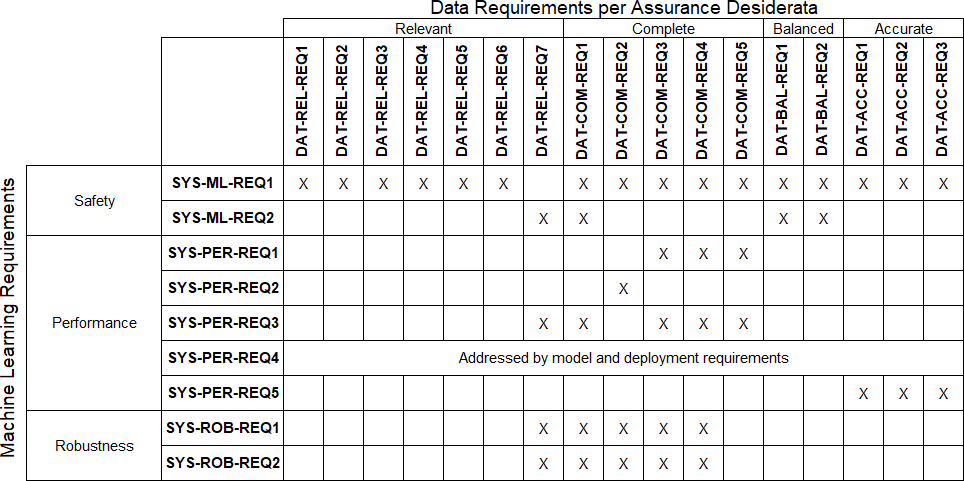 Data Requirements per Assurance Desiderata
Relevant Complete Balanced Accurate
DAT-REL-REQ1 DAT-REL-REQ2 DAT-REL-REQ3 DAT-REL-REQ4 DAT-REL-REQ5 DAT-REL-REQ6 DAT-REL-REQ7 DAT-COM-REQ1 DAT-COM-REQ2 DAT-COM-REQ3 DAT-COM-REQ4 DAT-COM-REQ5 DAT-BAL-REQ1 DAT-BAL-REQ2 DAT-ACC-REQ1 DAT-ACC-REQ2 DAT-ACC-REQ3
Machine Learning Requirements
Safety
SYS-ML-REQ1 X X X X X X X X X X X X X X X X
SYS-ML-REQ2 X X X X
Performance
SYS-PER-REQ1 X X X
SYS-PER-REQ2 X
SYS-PER-REQ3 X X X X X
SYS-PER-REQ4 Addressed by model and deployment requirements
SYS-PER-REQ5 X X X
Robustness
SYS-ROB-REQ1 X X X X X
SYS-ROB-REQ2 X X X X X